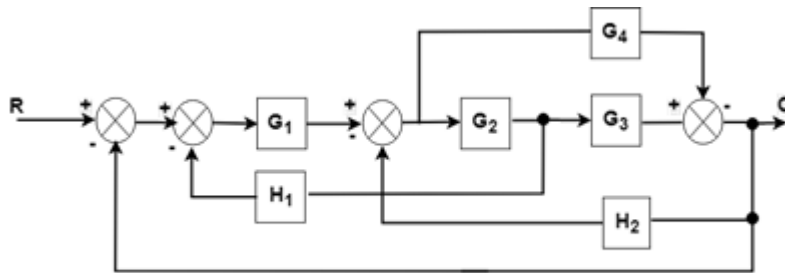 G₄
R + - + - G₁ + - G₂ G₃ + - C
H₁
H₂